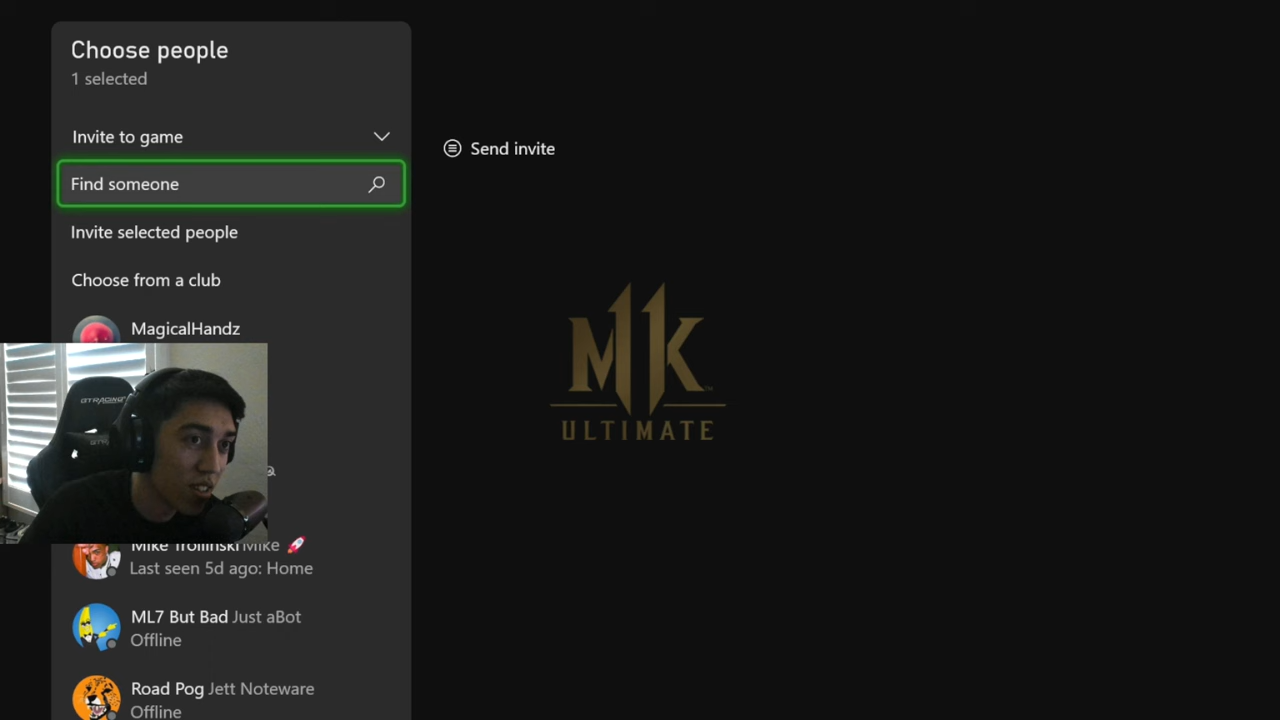 Choose people
1 selected
Invite to game
Send invite
Find someone
Invite selected people
Choose from a club
MagicalHandz
MK
ULTIMATE
GTRACING
Mike Trollinski Mike 🚀
Last seen 5d ago: Home
ML7 But Bad Just aBot
Offline
Road Pog Jett Noteware
Offline